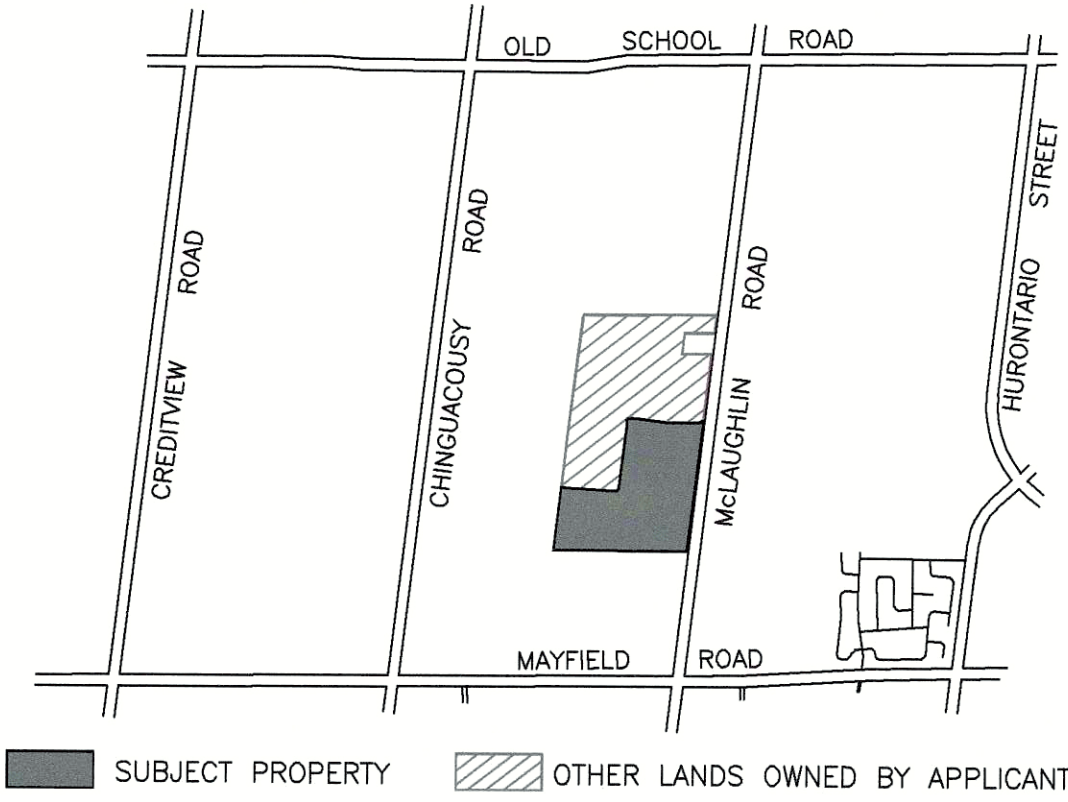 OLD SCHOOL ROAD
CREDITVIEW ROAD
CHINGUACOUSY ROAD
McLAUGHLIN ROAD
HURONTARIO STREET
MAYFIELD ROAD
SUBJECT PROPERTY
OTHER LANDS OWNED BY APPLICANT